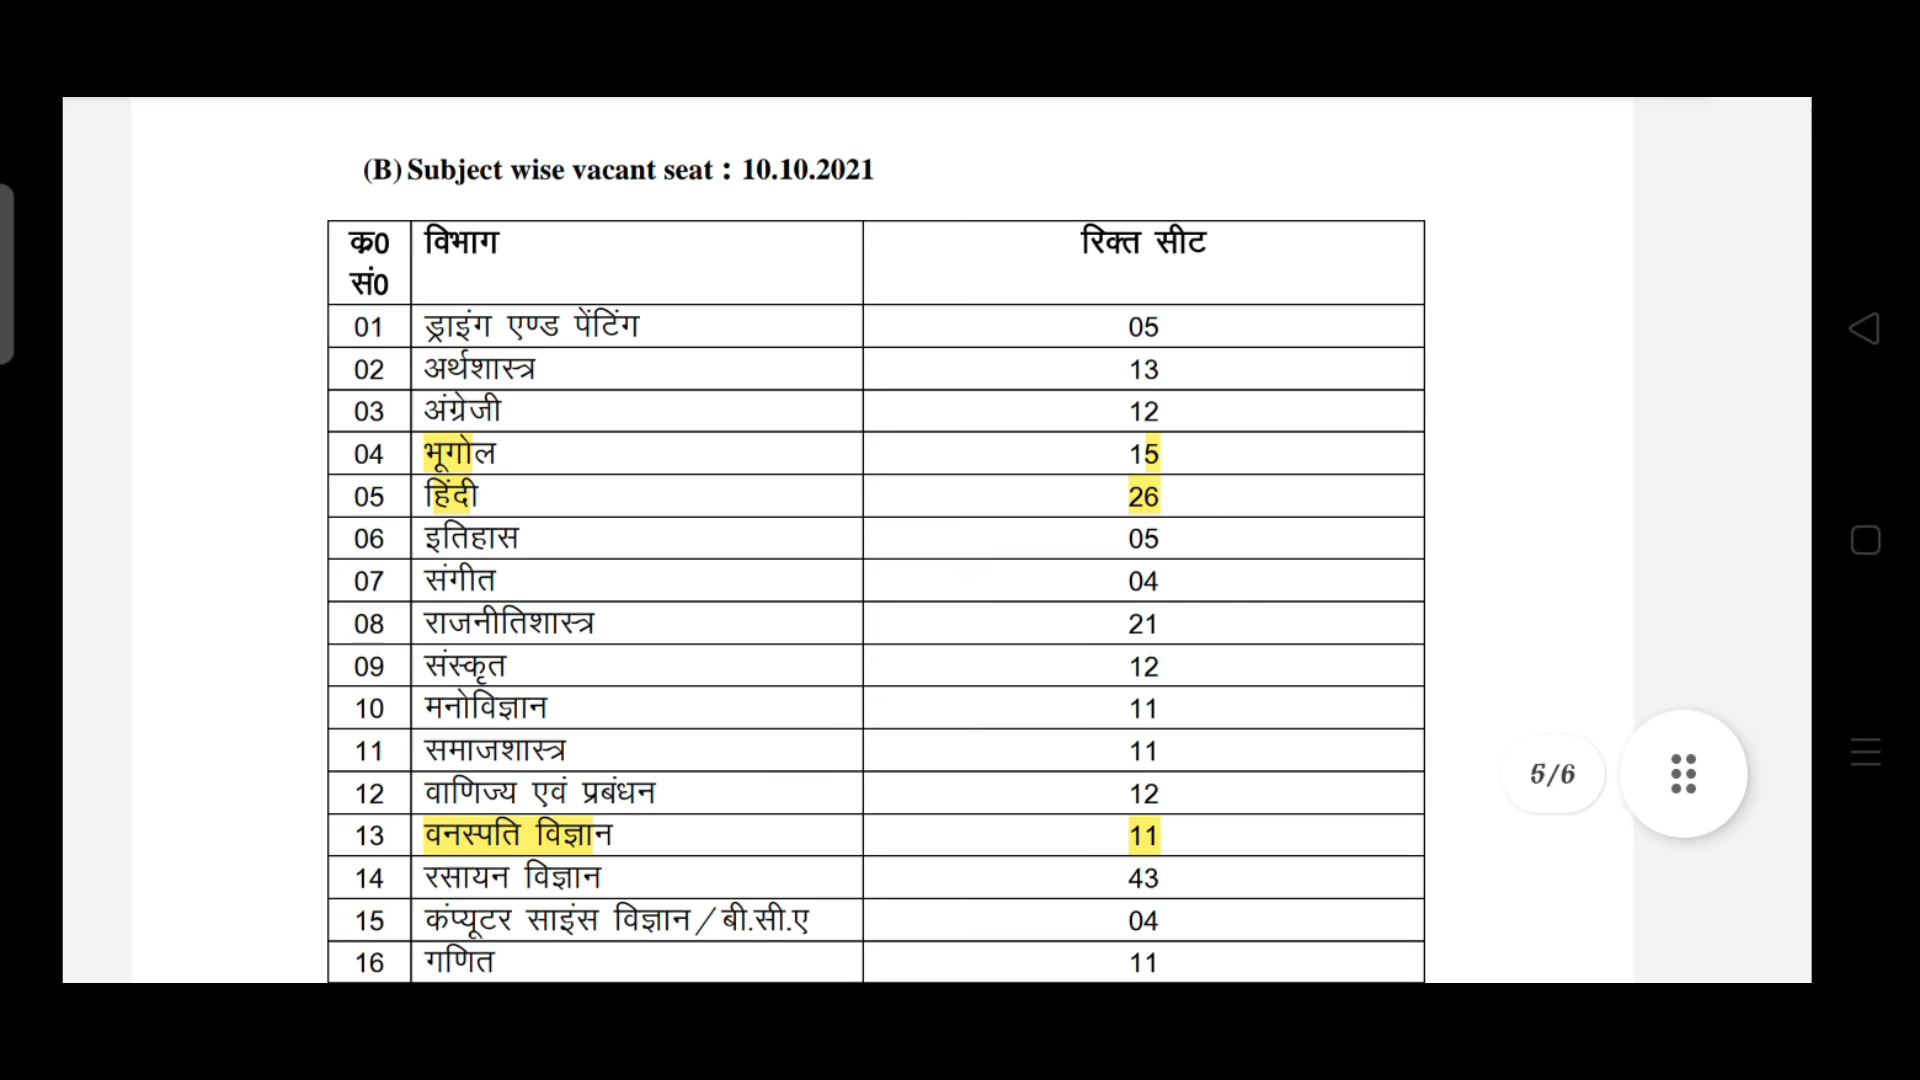 (B) Subject wise vacant seat : 10.10.2021
क्र0 सं0 विभाग रिक्त सीट
01 ड्राइंग एण्ड पेंटिंग 05
02 अर्थशास्त्र 13
03 अंग्रेजी 12
04 भूगोल 15
05 हिंदी 26
06 इतिहास 05
07 संगीत 04
08 राजनीतिशास्त्र 21
09 संस्कृत 12
10 मनोविज्ञान 11
11 समाजशास्त्र 11
12 वाणिज्य एवं प्रबंधन 12
13 वनस्पति विज्ञान 11
14 रसायन विज्ञान 43
15 कंप्यूटर साइंस विज्ञान / बी.सी.ए 04
16 गणित 11
5/6